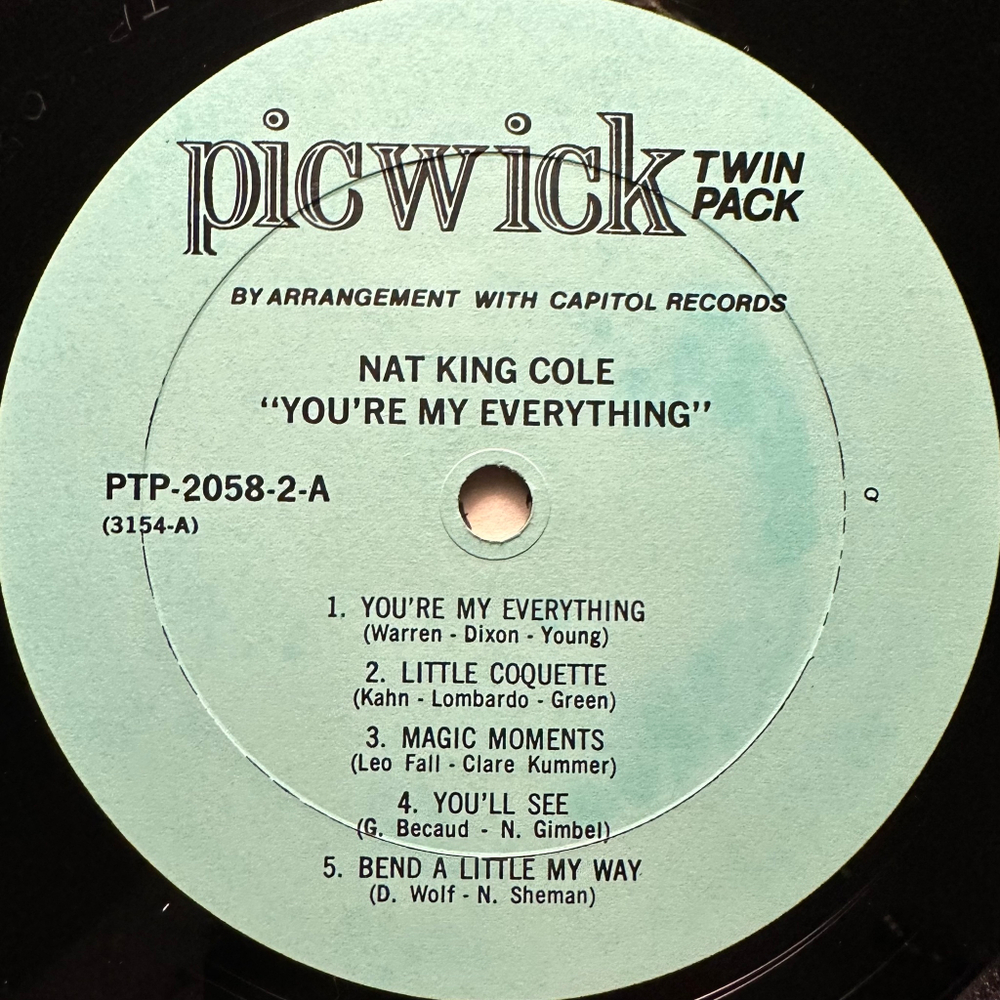 picwick TWIN
PACK
BY ARRANGEMENT WITH CAPITOL RECORDS
NAT KING COLE
“YOU'RE MY EVERYTHING”
PTP-2058-2-A
(3154-A)
Q
1. YOU'RE MY EVERYTHING
(Warren - Dixon - Young)
2. LITTLE COQUETTE
(Kahn - Lombardo - Green)
3. MAGIC MOMENTS
(Leo Fall - Clare Kummer)
4. YOU'LL SEE
(G. Becaud - N. Gimbel)
5. BEND A LITTLE MY WAY
(D. Wolf - N. Sheman)